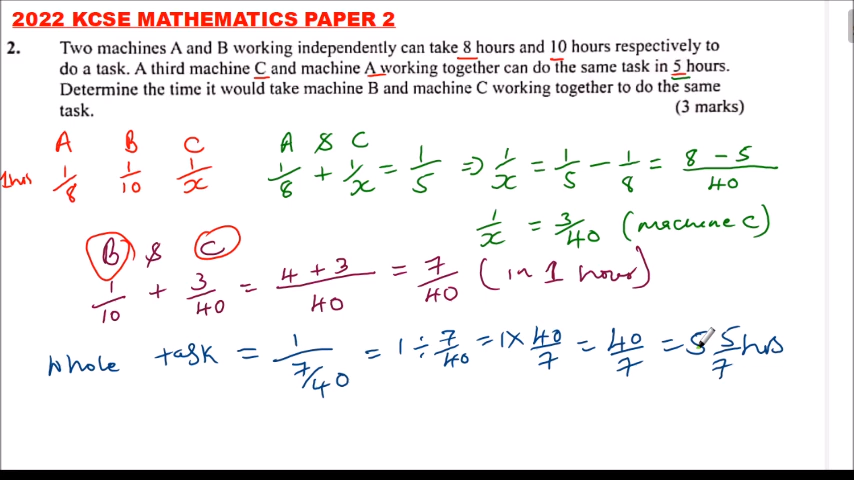 2022 KCSE MATHEMATICS PAPER 2
2. Two machines A and B working independently can take 8 hours and 10 hours respectively to
do a task. A third machine C and machine A working together can do the same task in 5 hours.
Determine the time it would take machine B and machine C working together to do the same
task. (3 marks)
A B C A & C
1hrs 1/8 1/10 1/x 1/8 + 1/x = 1/5 => 1/x = 1/5 - 1/8 = 8 - 5/40
1/x = 3/40 (machine C)
B & C
1/10 + 3/40 = 4 + 3/40 = 7/40 (in 1 hour)
whole task = 1/7/40 = 1 ÷ 7/40 = 1 x 40/7 = 40/7 = 5 5/7 hrs